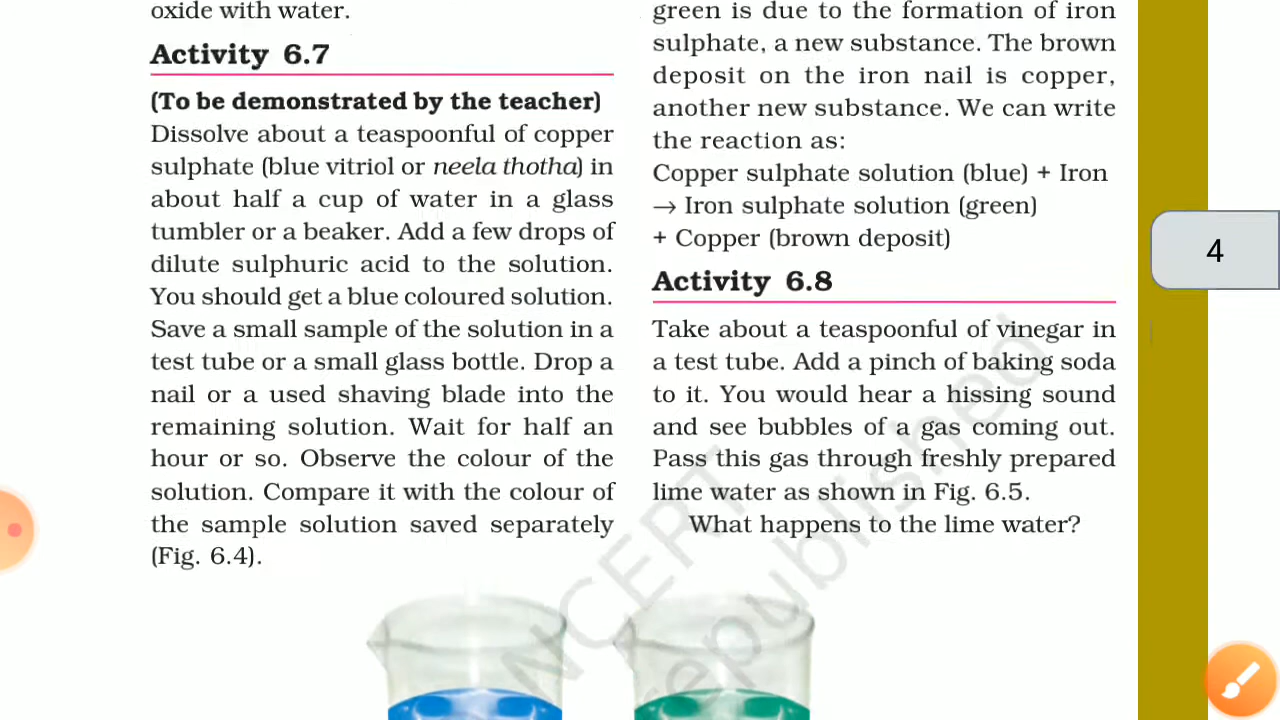 oxide with water.
Activity 6.7
(To be demonstrated by the teacher)
Dissolve about a teaspoonful of copper
sulphate (blue vitriol or neela thotha) in
about half a cup of water in a glass
tumbler or a beaker. Add a few drops of
dilute sulphuric acid to the solution.
You should get a blue coloured solution.
Save a small sample of the solution in a
test tube or a small glass bottle. Drop a
nail or a used shaving blade into the
remaining solution. Wait for half an
hour or so. Observe the colour of the
solution. Compare it with the colour of
the sample solution saved separately
(Fig. 6.4).
green is due to the formation of iron
sulphate, a new substance. The brown
deposit on the iron nail is copper,
another new substance. We can write
the reaction as:
Copper sulphate solution (blue) + Iron
→ Iron sulphate solution (green)
+ Copper (brown deposit)
Activity 6.8
Take about a teaspoonful of vinegar in
a test tube. Add a pinch of baking soda
to it. You would hear a hissing sound
and see bubbles of a gas coming out.
Pass this gas through freshly prepared
lime water as shown in Fig. 6.5.
What happens to the lime water?
4
NCERT
republished